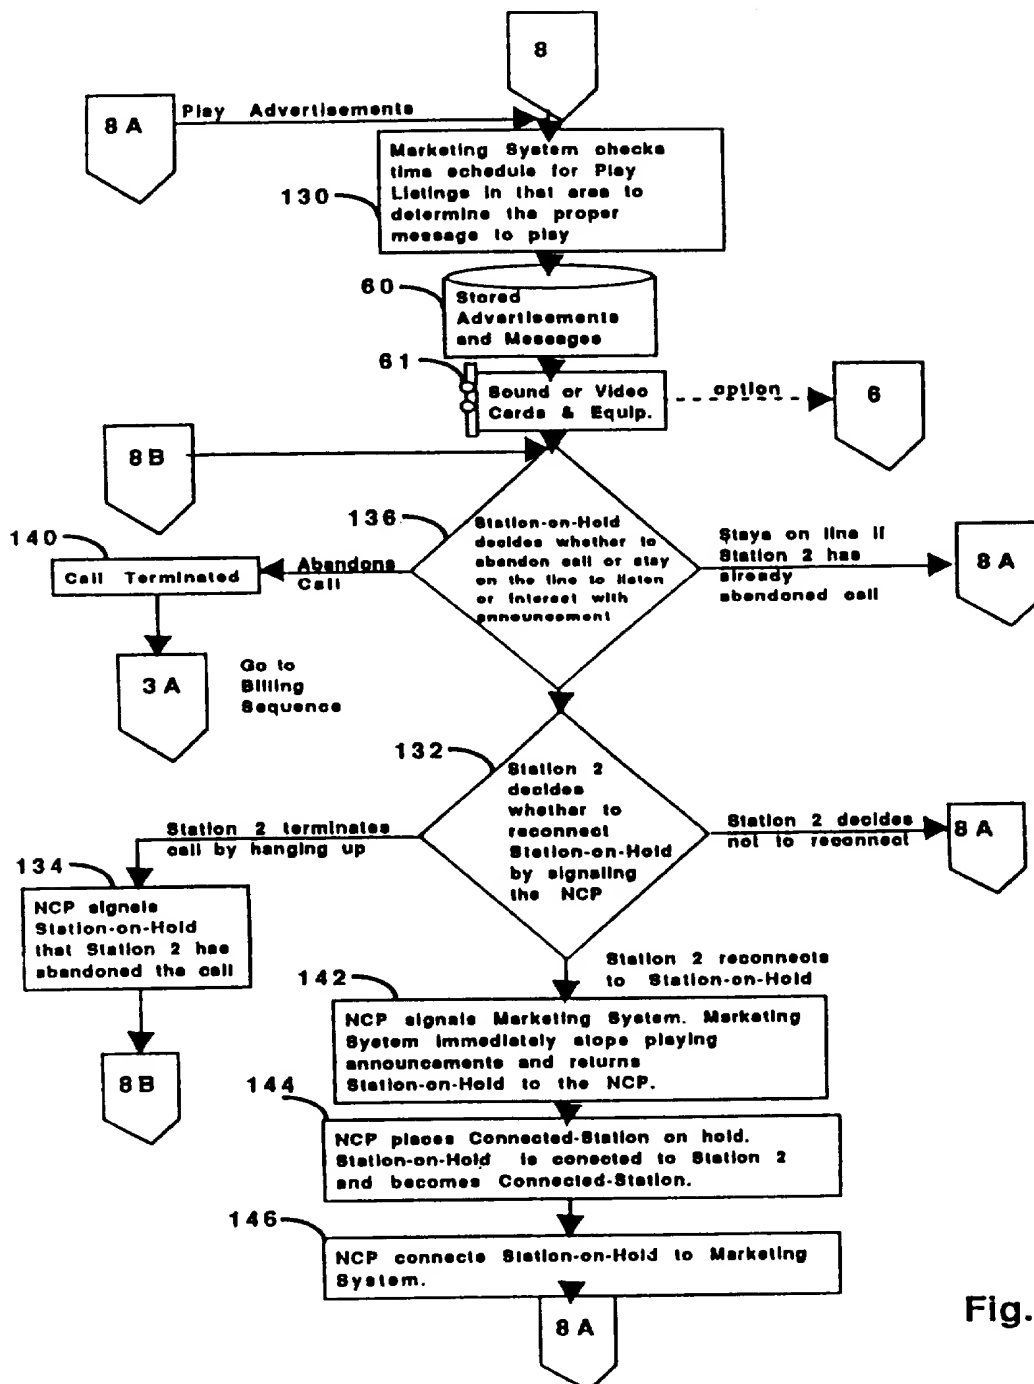 8
8A
Play Advertisements
Marketing System checks
time schedule for Play
Listings in that area to
determine the proper
message to play
130
60
Stored
Advertisements
and Messages
61
Sound or Video
Cards & Equip.
option
6
8B
136
Station-on-Hold
decides whether to
abandon call or stay
on the line to listen
or interact with
announcement
Stays on line if
Station 2 has
already
abandoned call
8A
140
Abandons
Call
Call Terminated
3A
Go to
Billing
Sequence
132
Station 2
decides
whether to
reconnect
Station-on-Hold
by signaling
the NCP
Station 2 terminates
call by hanging up
Station 2 decides
not to reconnect
8A
134
NCP signals
Station-on-Hold
that Station 2 has
abandoned the call
8B
Station 2 reconnects
to Station-on-Hold
142
NCP signals Marketing System. Marketing
System immediately stops playing
announcements and returns
Station-on-Hold to the NCP.
144
NCP places Connected-Station on hold.
Station-on-Hold is conected to Station 2
and becomes Connected-Station.
146
NCP connects Station-on-Hold to Marketing
System.
8A
Fig.